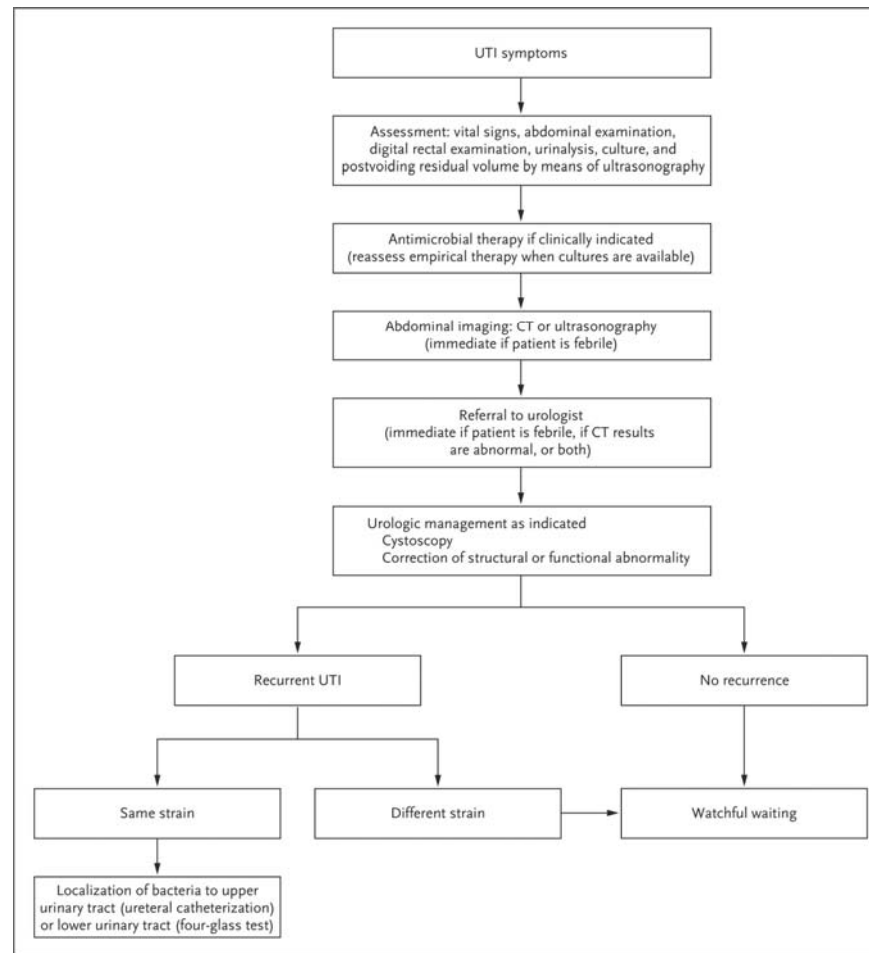 UTI symptoms
Assessment: vital signs, abdominal examination,
digital rectal examination, urinalysis, culture, and
postvoiding residual volume by means of ultrasonography
Antimicrobial therapy if clinically indicated
(reassess empirical therapy when cultures are available)
Abdominal imaging: CT or ultrasonography
(immediate if patient is febrile)
Referral to urologist
(immediate if patient is febrile, if CT results
are abnormal, or both)
Urologic management as indicated
Cystoscopy
Correction of structural or functional abnormality
Recurrent UTI
No recurrence
Same strain
Different strain
Watchful waiting
Localization of bacteria to upper
urinary tract (ureteral catheterization)
or lower urinary tract (four-glass test)